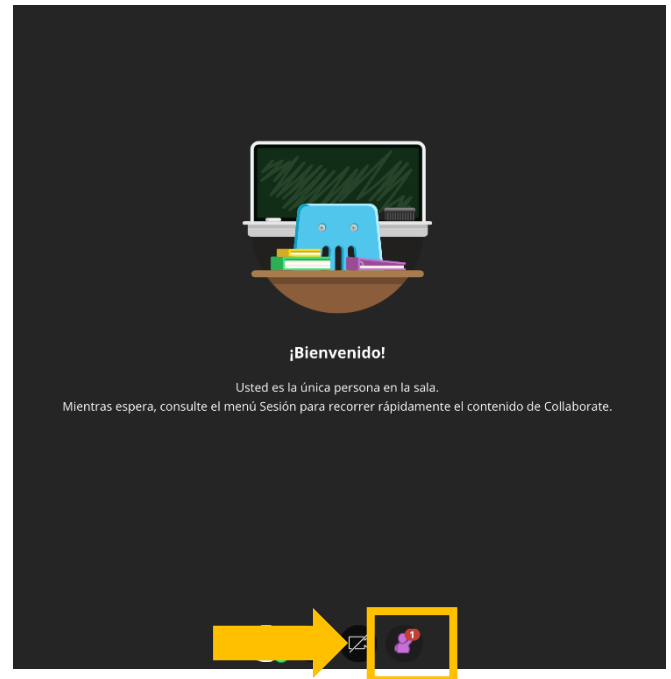 ¡Bienvenido!
Usted es la única persona en la sala.
Mientras espera, consulte el menú Sesión para recorrer rápidamente el contenido de Collaborate.
1